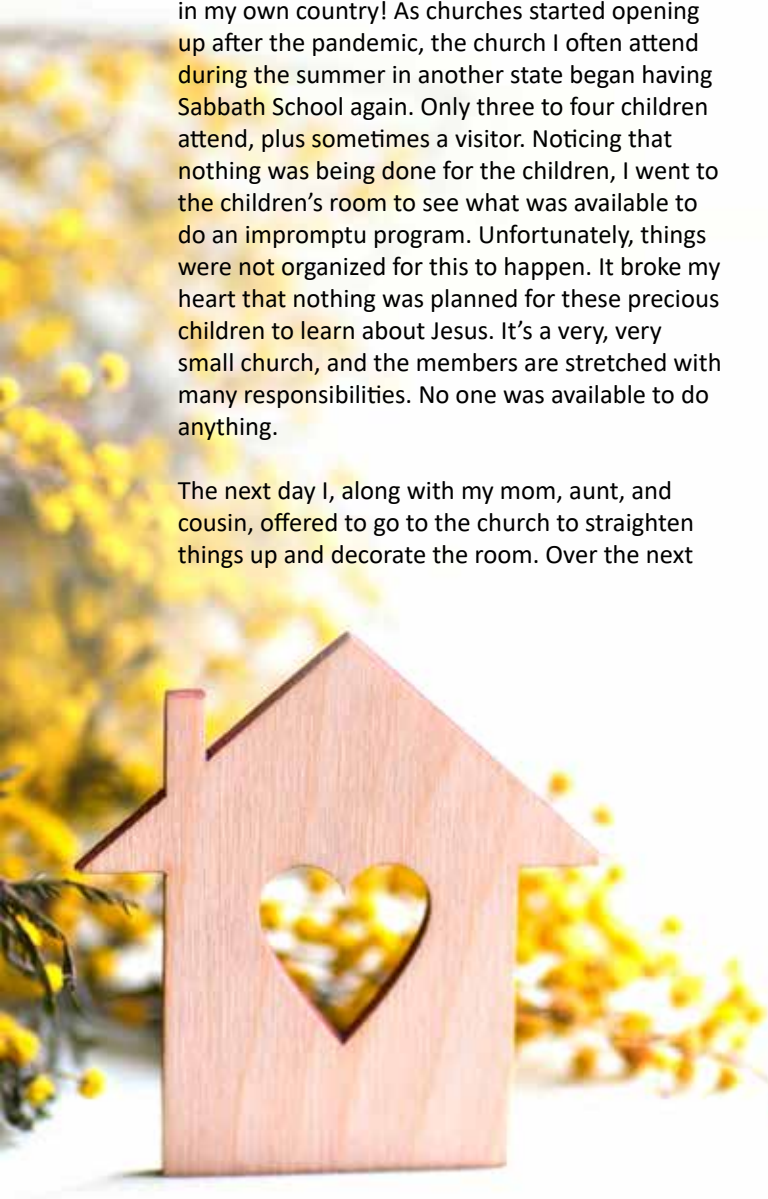 in my own country! As churches started opening
up after the pandemic, the church I often attend
during the summer in another state began having
Sabbath School again. Only three to four children
attend, plus sometimes a visitor. Noticing that
nothing was being done for the children, I went to
the children’s room to see what was available to
do an impromptu program. Unfortunately, things
were not organized for this to happen. It broke my
heart that nothing was planned for these precious
children to learn about Jesus. It’s a very, very
small church, and the members are stretched with
many responsibilities. No one was available to do
anything.
The next day I, along with my mom, aunt, and
cousin, offered to go to the church to straighten
things up and decorate the room. Over the next